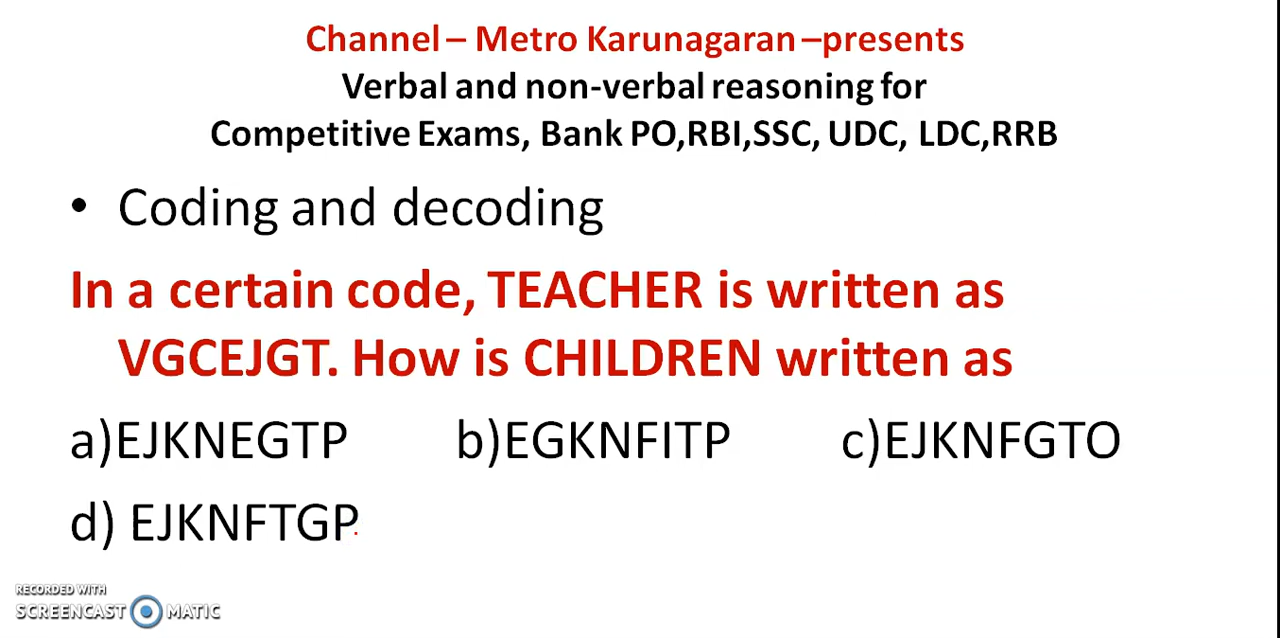 Channel – Metro Karunagaran –presents
Verbal and non-verbal reasoning for
Competitive Exams, Bank PO,RBI,SSC, UDC, LDC,RRB
• Coding and decoding
In a certain code, TEACHER is written as
VGCEJGT. How is CHILDREN written as
a)EJKNEGTP b)EGKNFITP c)EJKNFGTO
d) EJKNFTGP
RECORDED WITH
SCREENCAST MATIC